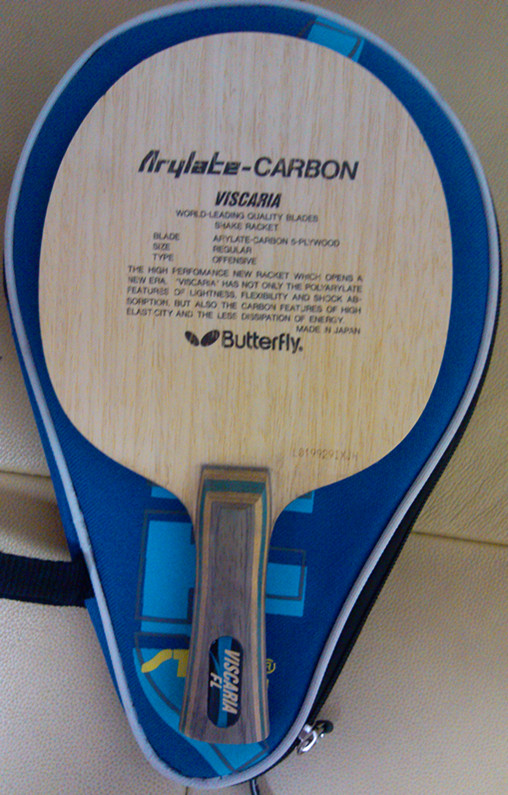 Arylate-CARBON
VISCARIA
WORLD-LEADING QUALITY BLADES
SHAKE RACKET
BLADE ARYLATE-CARBON 5-PLYWOOD
SIZE REGULAR
TYPE OFFENSIVE
THE HIGH PERFOMANCE NEW RACKET WHICH OPENS A
NEW ERA. "VISCARIA" HAS NOT ONLY THE POLYARYLATE
FEATURES OF LIGHTNESS, FLEXIBILITY AND SHOCK AB-
SORPTION, BUT ALSO THE CARBON FEATURES OF HIGH
ELASTICITY AND THE LESS DISSIPATION OF ENERGY.
MADE IN JAPAN
Butterfly.
VISCARIA
FL